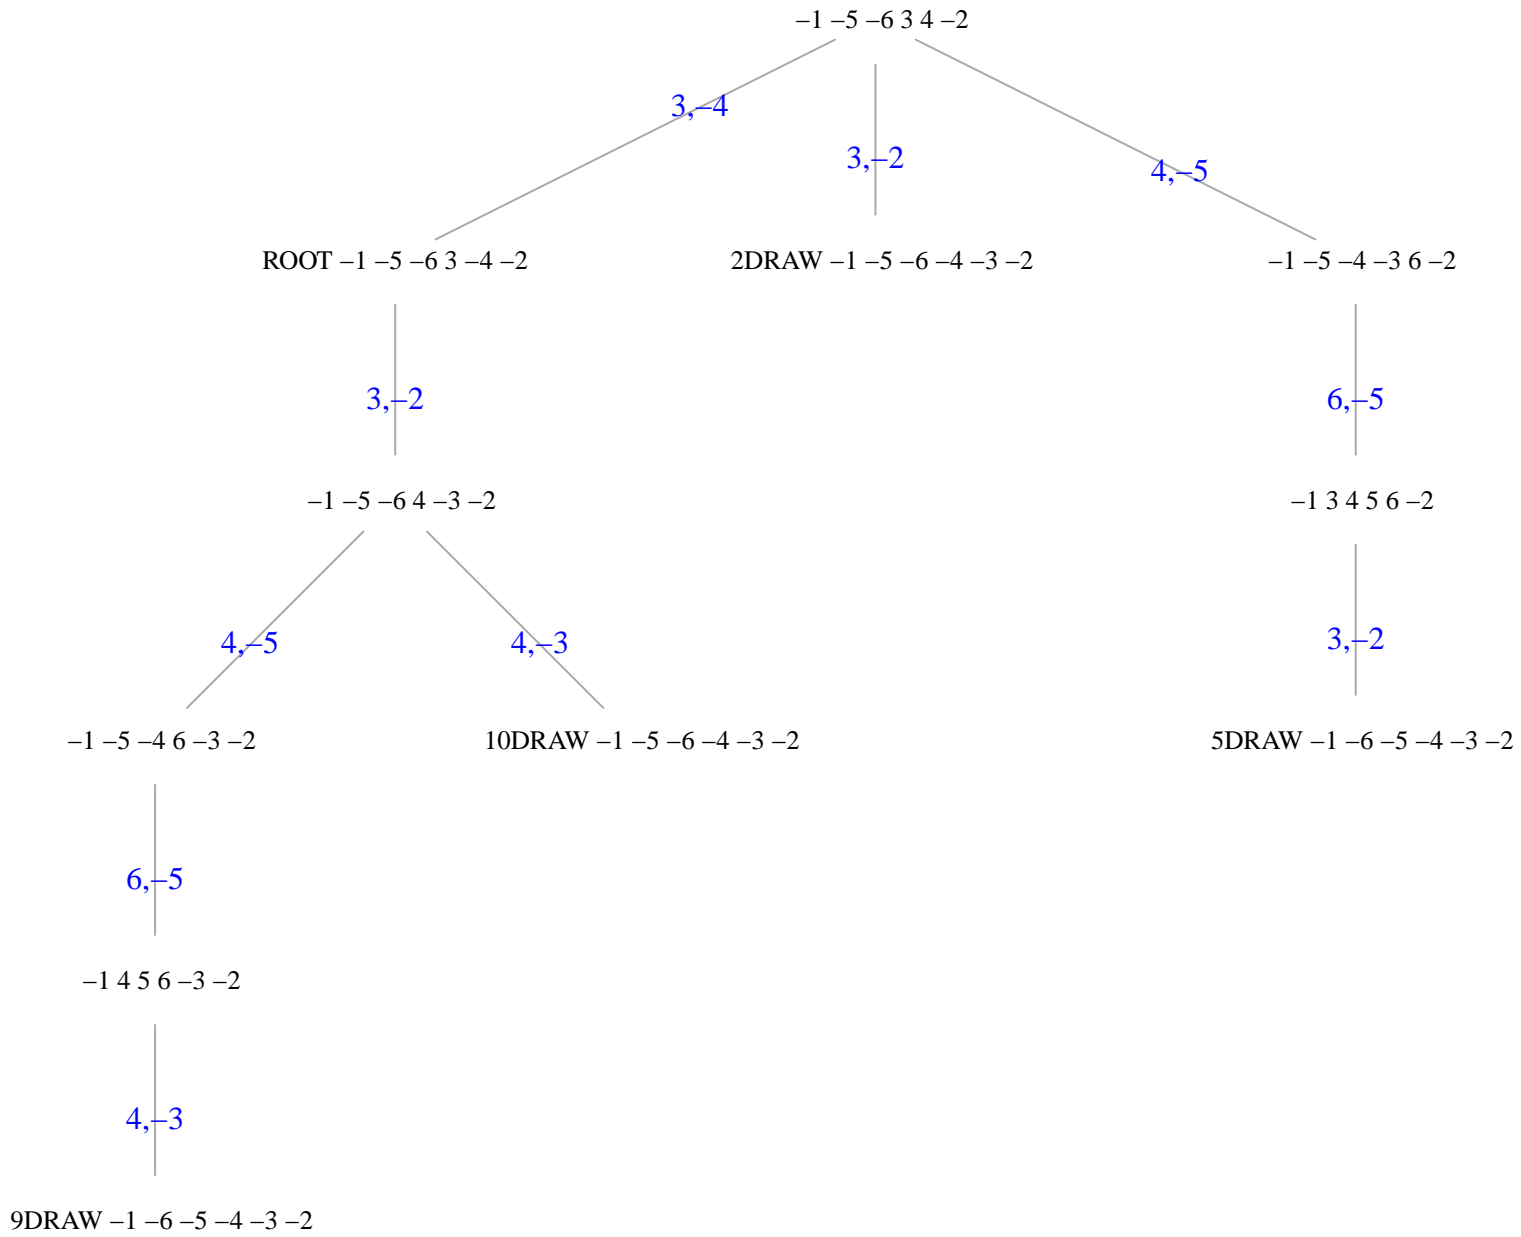 –1 –5 –6 3 4 –2
3,–4
3,–2
4,–5
ROOT –1 –5 –6 3 –4 –2
2DRAW –1 –5 –6 –4 –3 –2
–1 –5 –4 –3 6 –2
3,–2
6,–5
–1 –5 –6 4 –3 –2
–1 3 4 5 6 –2
4,–5
4,–3
3,–2
–1 –5 –4 6 –3 –2
10DRAW –1 –5 –6 –4 –3 –2
5DRAW –1 –6 –5 –4 –3 –2
6,–5
–1 4 5 6 –3 –2
4,–3
9DRAW –1 –6 –5 –4 –3 –2